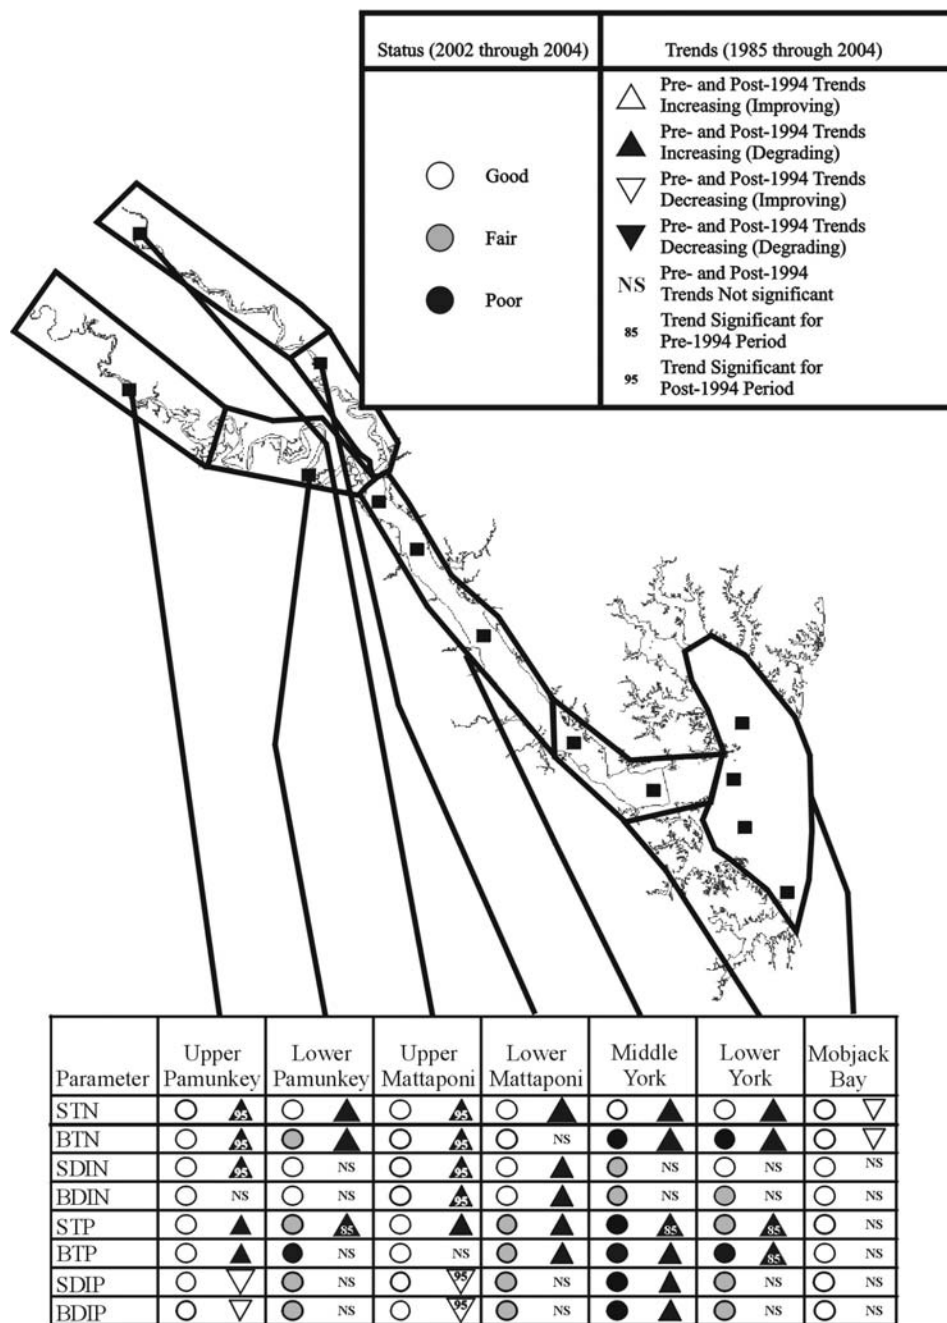 Status (2002 through 2004) Trends (1985 through 2004)
Good
Fair
Poor
Pre- and Post-1994 Trends
Increasing (Improving)
Pre- and Post-1994 Trends
Increasing (Degrading)
Pre- and Post-1994 Trends
Decreasing (Improving)
Pre- and Post-1994 Trends
Decreasing (Degrading)
NS Pre- and Post-1994
Trends Not significant
85 Trend Significant for
Pre-1994 Period
95 Trend Significant for
Post-1994 Period
Parameter Upper Pamunkey Lower Pamunkey Upper Mattaponi Lower Mattaponi Middle York Lower York Mobjack Bay
STN 95 95
BTN 95 95 NS
SDIN 95 NS 95 NS NS NS
BDIN NS NS 95 NS NS NS
STP 85 85 85 NS
BTP NS NS 85 NS
SDIP NS 95 NS NS NS
BDIP NS 95 NS NS NS